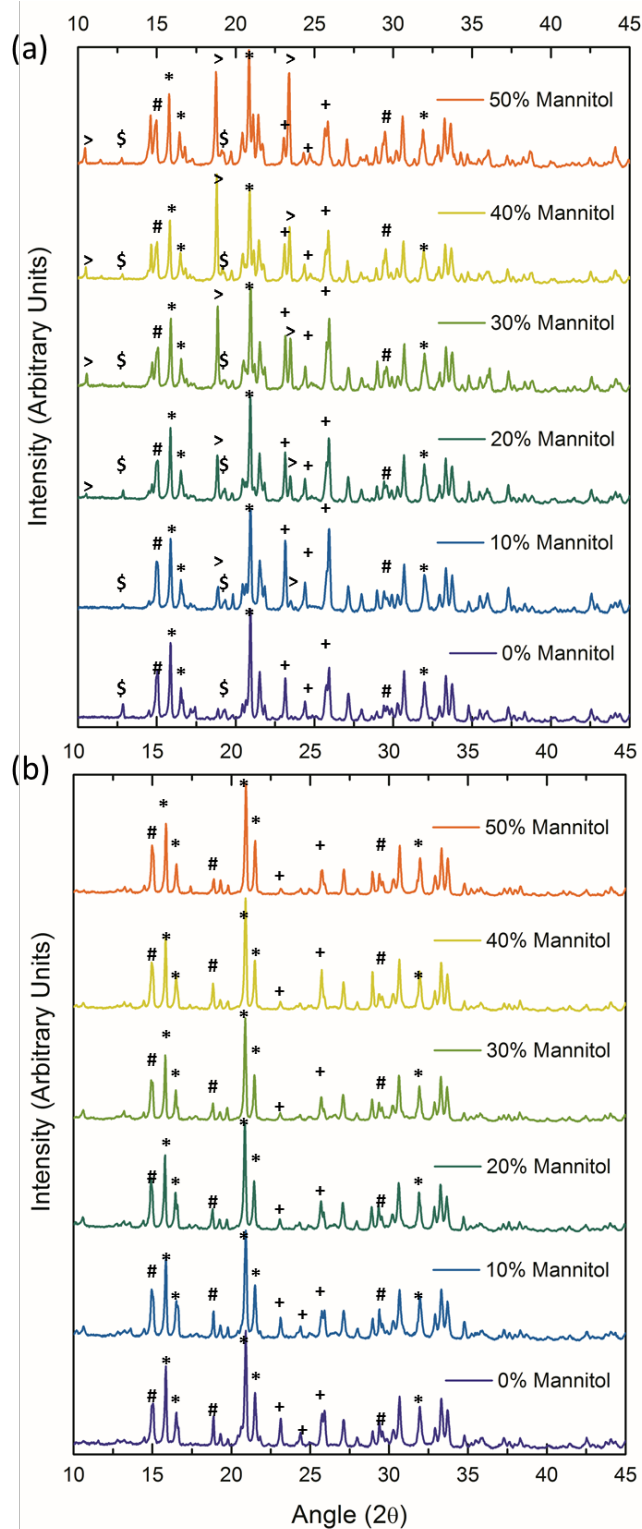 10 15 20 25 30 35 40 45
(a)
> $ # * * > $ * + > + + # * 50% Mannitol
> $ # * * > $ * + > + + # * 40% Mannitol
> $ # * * > $ * + > + + # * 30% Mannitol
> $ # * * > $ * + > + + # * 20% Mannitol
$ # * * > $ * + > + + # * 10% Mannitol
$ # * * $ * + + + # * 0% Mannitol
Intensity (Arbitrary Units)
10 15 20 25 30 35 40 45
(b)
# * * # * * + + # * 50% Mannitol
# * * # * * + + # * 40% Mannitol
# * * # * * + + # * 30% Mannitol
# * * # * * + + # * 20% Mannitol
# * * # * * + + + # * 10% Mannitol
# * * # * * + + + # * 0% Mannitol
Intensity (Arbitrary Units)
10 15 20 25 30 35 40 45
Angle (2θ)